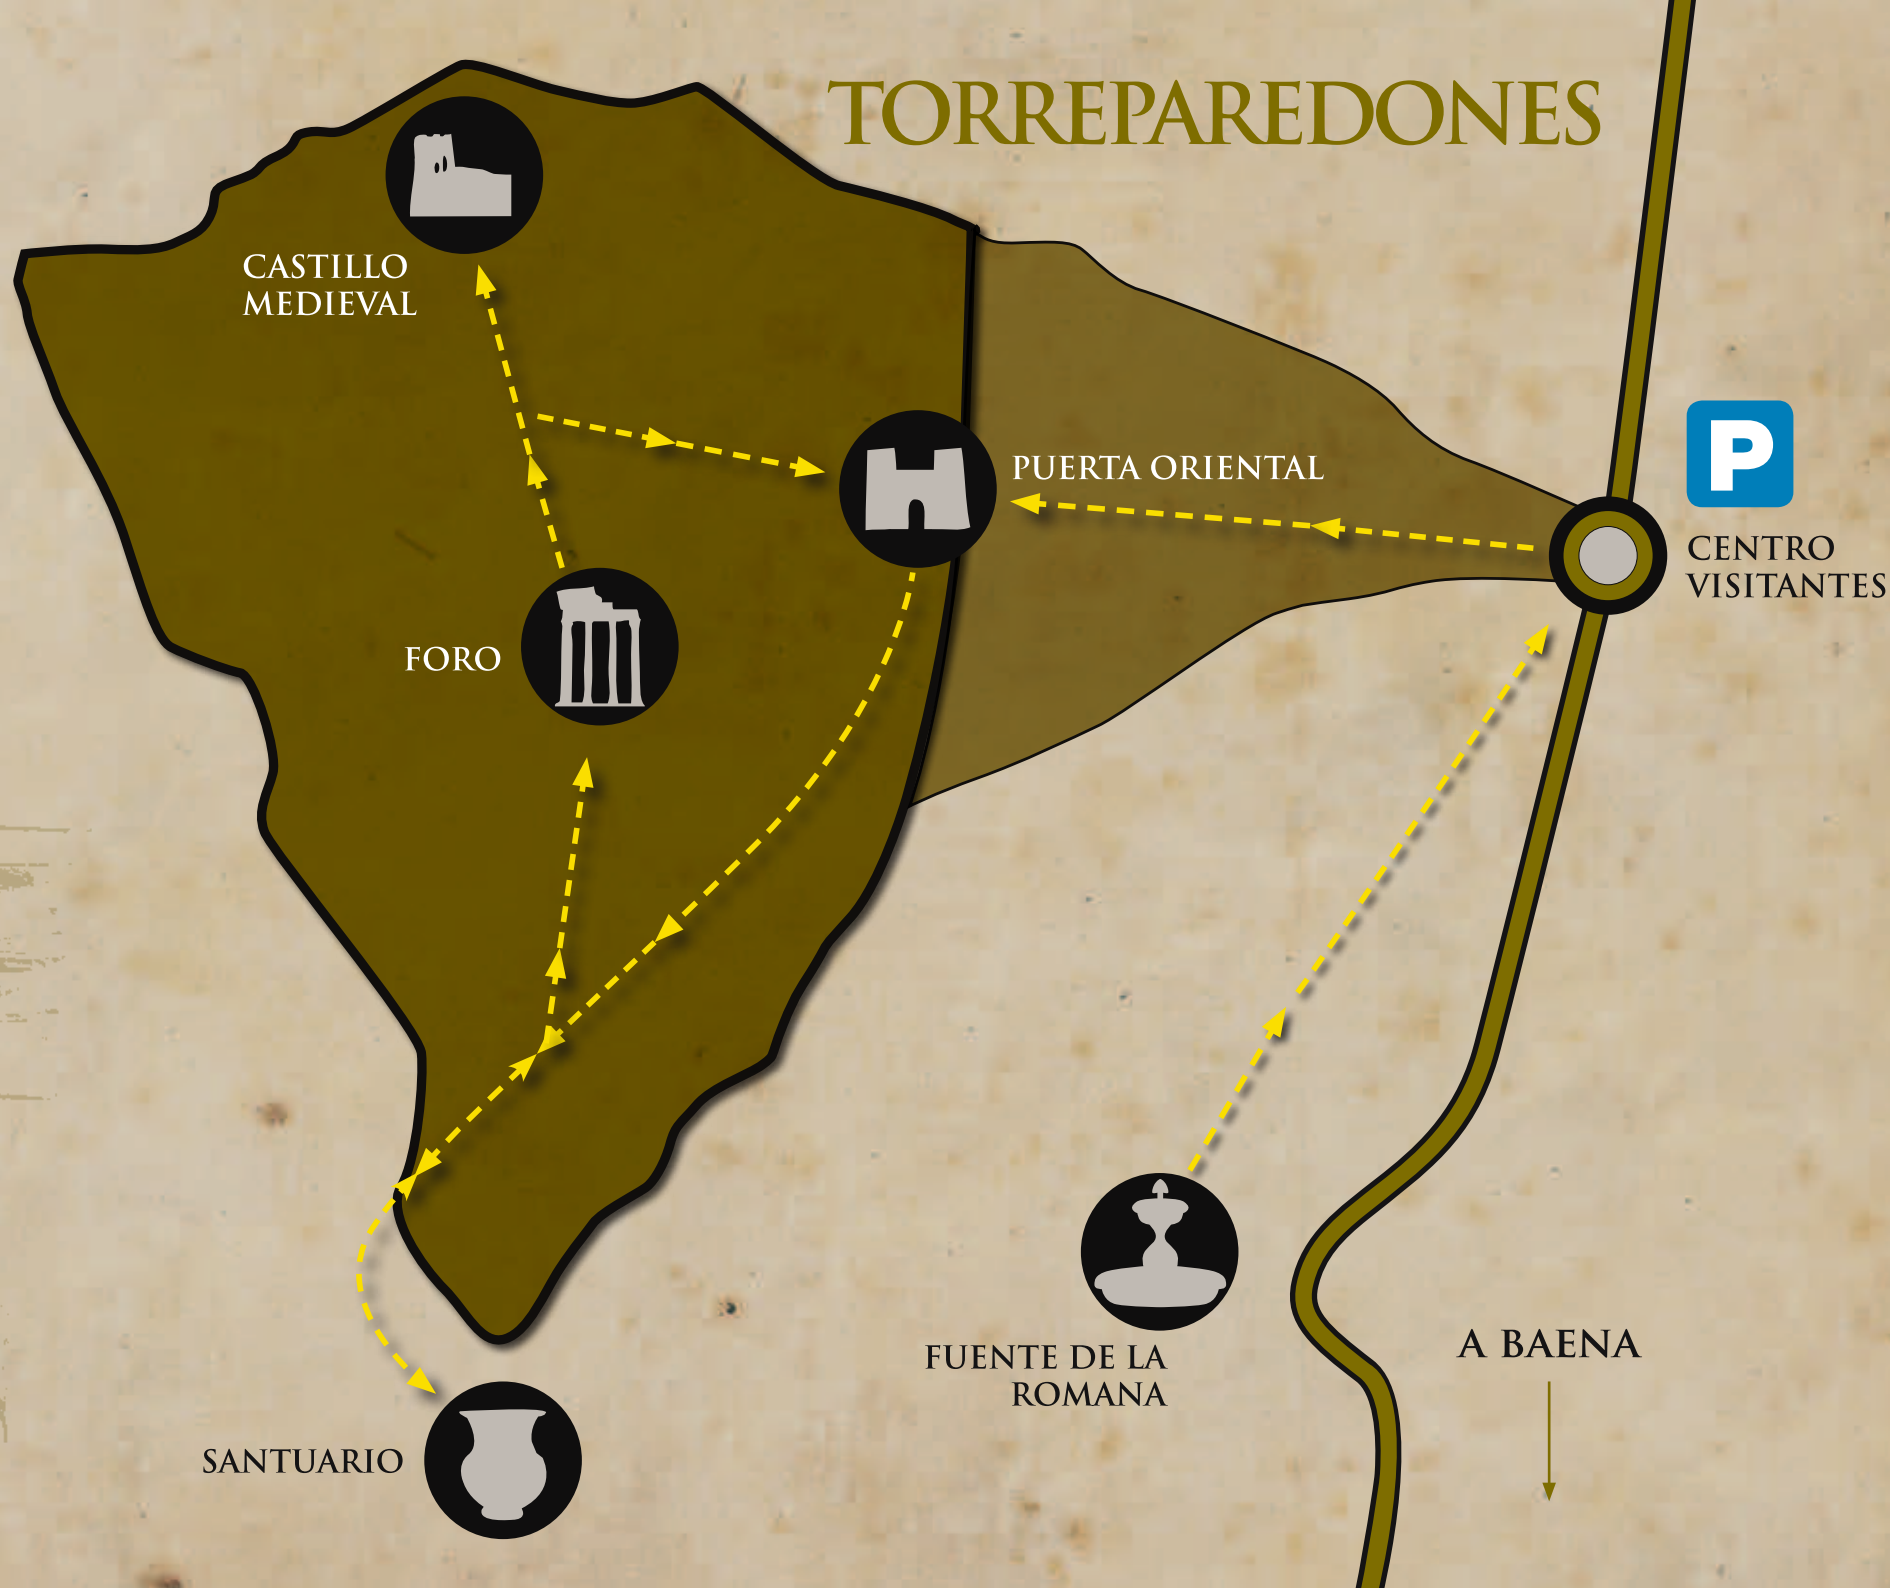 TORREPAREDONES
CASTILLO
MEDIEVAL
PUERTA ORIENTAL
P
CENTRO
VISITANTES
FORO
FUENTE DE LA
ROMANA
A BAENA
SANTUARIO